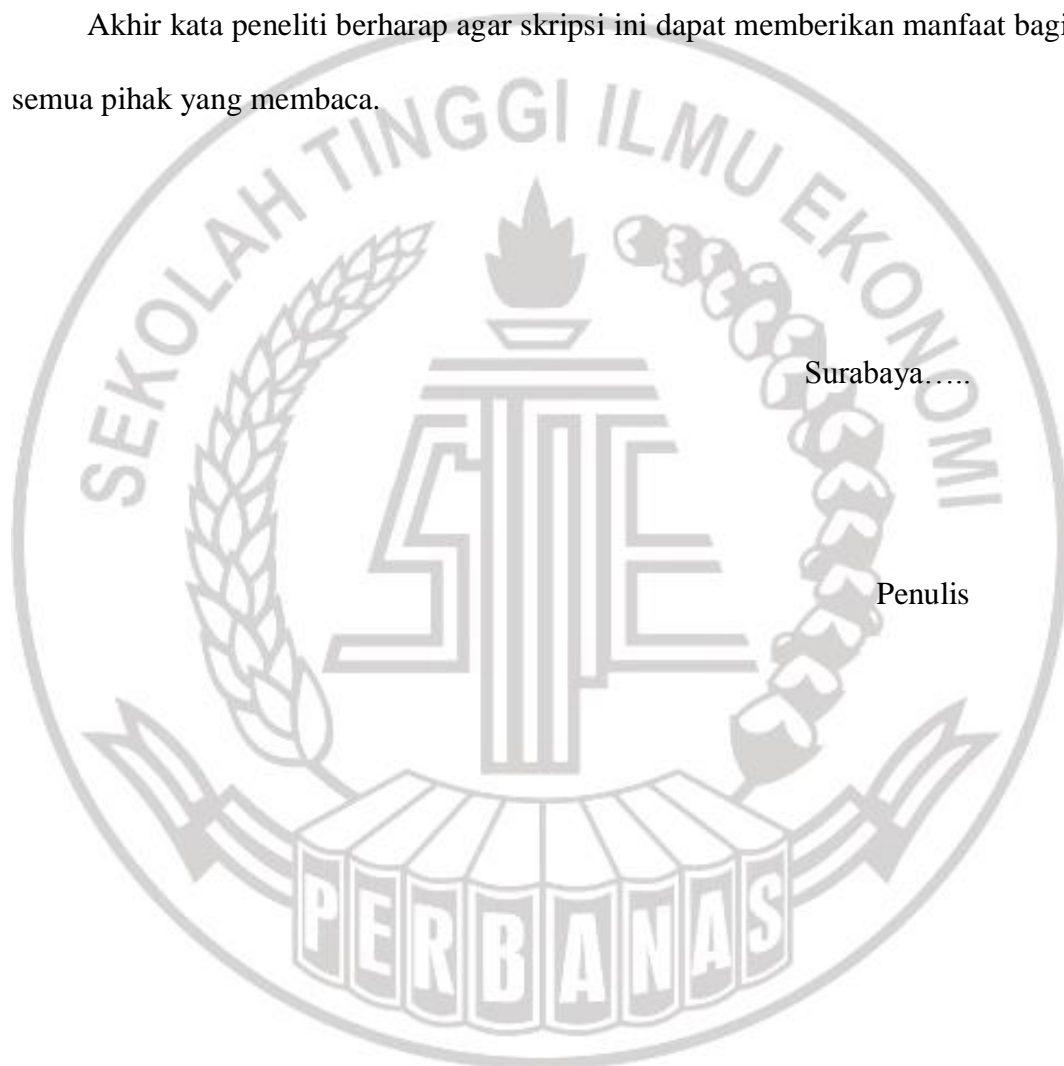 Akhir kata peneliti berharap agar skripsi ini dapat memberikan manfaat bagi
semua pihak yang membaca.
SEKOLAH TINGGI ILMU EKONOMI
Surabaya…..
STIE
Penulis
PERBANAS